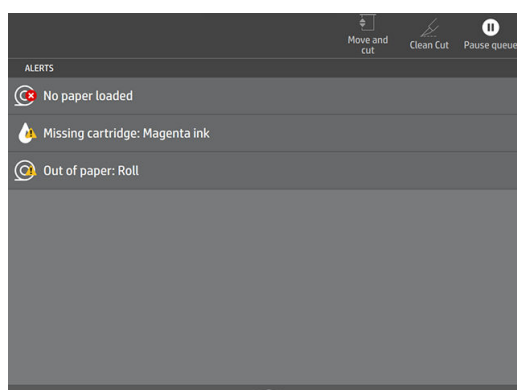 Move and
cut
Clean Cut
Pause queue
ALERTS
No paper loaded
Missing cartridge: Magenta ink
Out of paper: Roll